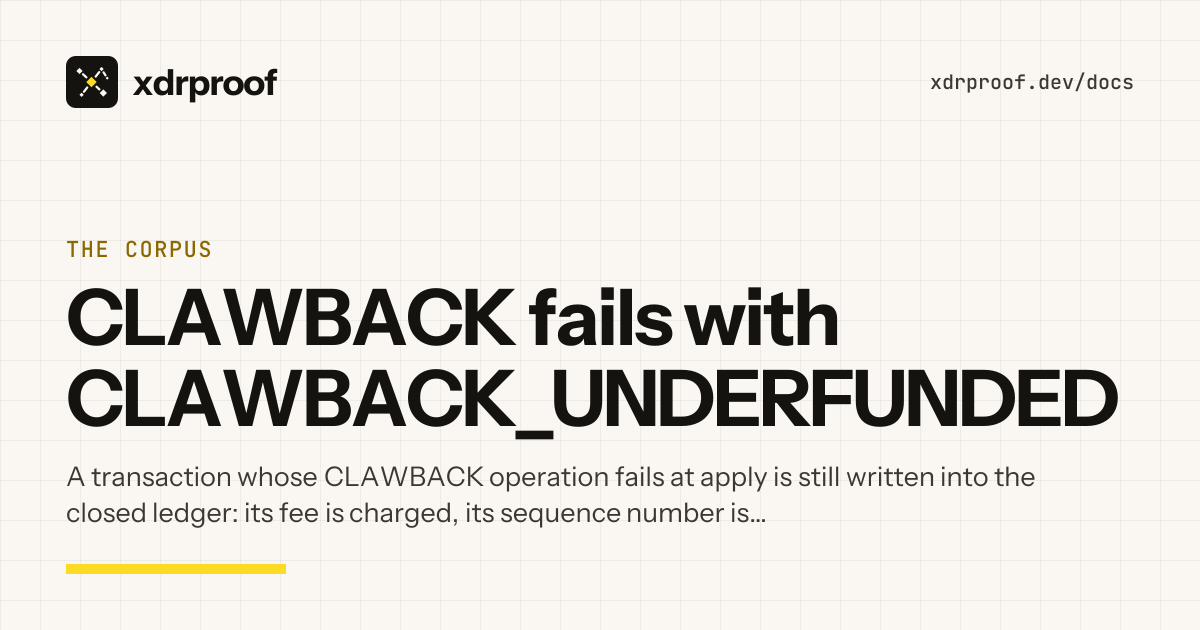 xdrproof
xdrproof.dev/docs
THE CORPUS
CLAWBACK fails with
CLAWBACK_UNDERFUNDED
A transaction whose CLAWBACK operation fails at apply is still written into the
closed ledger: its fee is charged, its sequence number is...